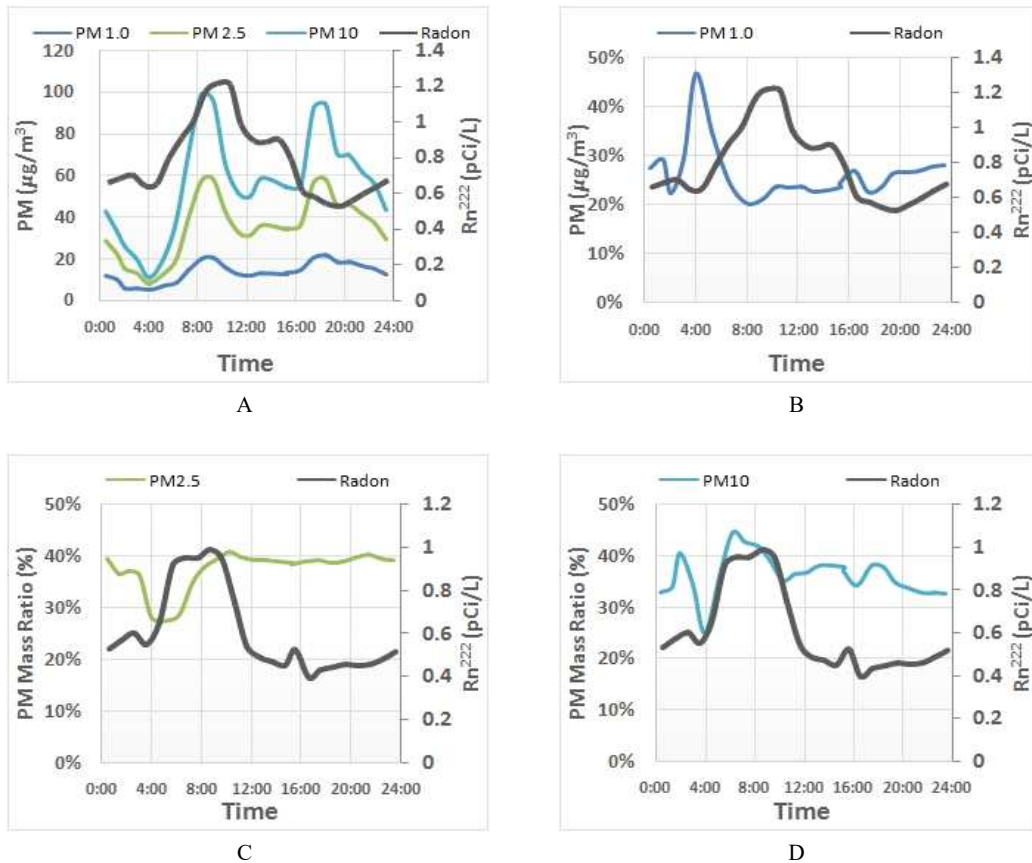 PM 1.0 PM 2.5 PM 10 Radon
120 1.4
100 1.2
80 1
60 0.8
40 0.6
20 0.4
0 0.2
0
PM (μg/m³)
Rn²²² (pCi/L)
0:00 4:00 8:00 12:00 16:00 20:00 24:00
Time
A
PM 1.0 Radon
50% 1.4
40% 1.2
30% 1
20% 0.8
10% 0.6
0% 0.4
0.2
0
PM (μg/m³)
Rn²²² (pCi/L)
0:00 4:00 8:00 12:00 16:00 20:00 24:00
Time
B
PM2.5 Radon
50% 1.2
40% 1
30% 0.8
20% 0.6
10% 0.4
0% 0.2
0
PM Mass Ratio (%)
Rn²²² (pCi/L)
0:00 4:00 8:00 12:00 16:00 20:00 24:00
Time
C
PM10 Radon
50% 1.2
40% 1
30% 0.8
20% 0.6
10% 0.4
0% 0.2
0
PM Mass Ratio (%)
Rn²²² (pCi/L)
0:00 4:00 8:00 12:00 16:00 20:00 24:00
Time
D